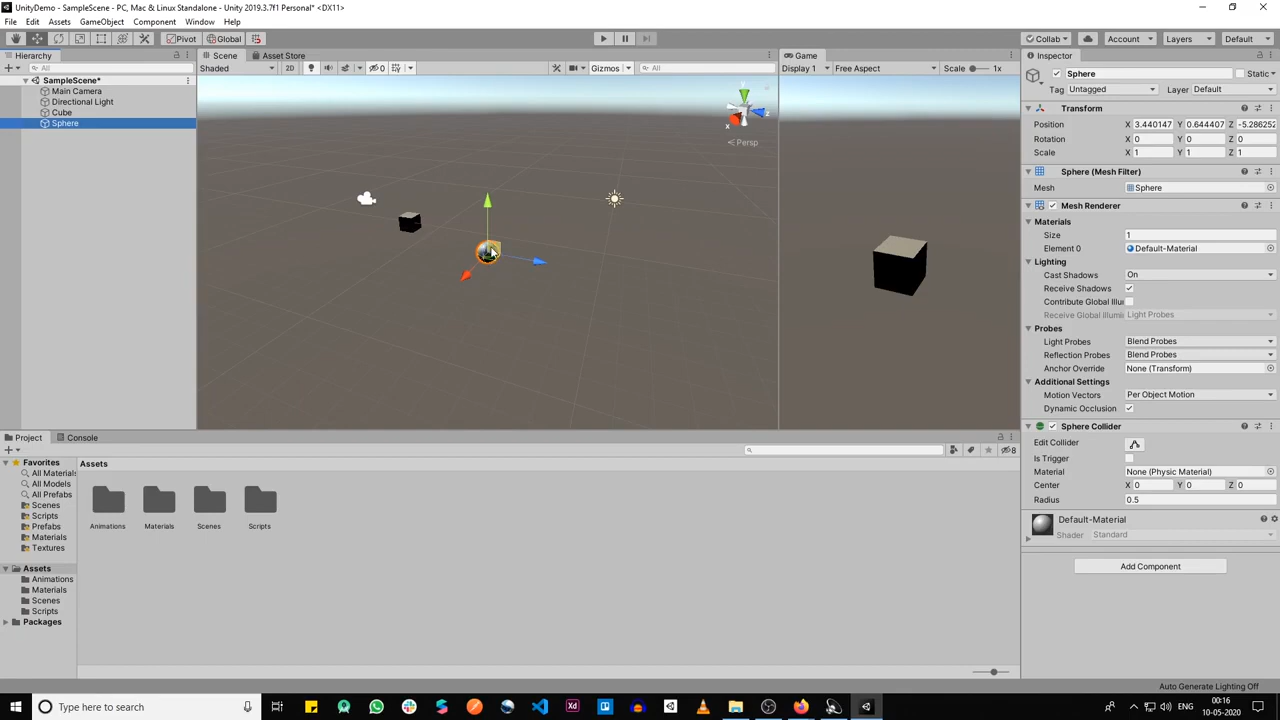 UnityDemo - SampleScene - PC, Mac & Linux Standalone - Unity 2019.3.7f1 Personal* <DX11>
File Edit Assets GameObject Component Window Help
Pivot Global Collab Account Layers Default
Hierarchy
All
SampleScene*
Main Camera
Directional Light
Cube
Sphere
Scene Asset Store
Shaded 2D 0 Gizmos All
y
x
z
Persp
Game
Display 1 Free Aspect Scale 1x
Inspector
Sphere Static
Tag Untagged Layer Default
Transform
Position X 3.440147 Y 0.644407 Z -5.286252
Rotation X 0 Y 0 Z 0
Scale X 1 Y 1 Z 1
Sphere (Mesh Filter)
Mesh Sphere
Mesh Renderer
Materials
Size 1
Element 0 Default-Material
Lighting
Cast Shadows On
Receive Shadows
Contribute Global Illu
Receive Global Illumin Light Probes
Probes
Light Probes Blend Probes
Reflection Probes Blend Probes
Anchor Override None (Transform)
Additional Settings
Motion Vectors Per Object Motion
Dynamic Occlusion
Sphere Collider
Edit Collider
Is Trigger
Material None (Physic Material)
Center X 0 Y 0 Z 0
Radius 0.5
Default-Material
Shader Standard
Add Component
Project Console
8
Favorites
All Materials
All Models
All Prefabs
Scenes
Scripts
Prefabs
Materials
Textures
Assets
Animations
Materials
Scenes
Scripts
Packages
Assets
Animations Materials Scenes Scripts
Auto Generate Lighting Off
Type here to search
ENG
00:16
10-05-2020